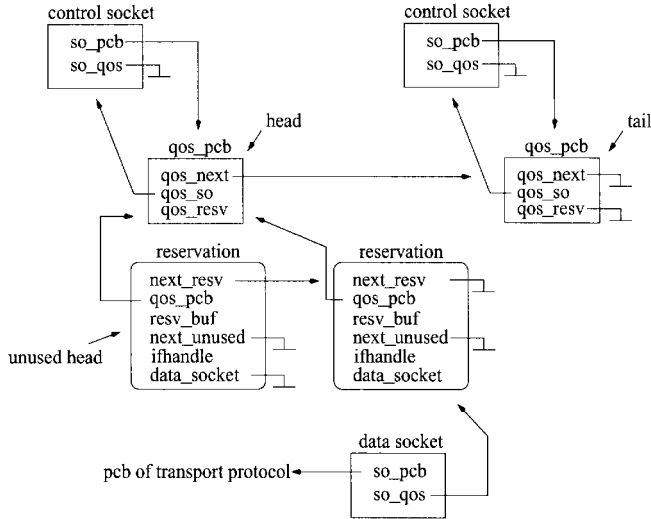 control socket
so_pcb
so_qos
control socket
so_pcb
so_qos
head
tail
qos_pcb
qos_next
qos_so
qos_resv
qos_pcb
qos_next
qos_so
qos_resv
reservation
next_resv
qos_pcb
resv_buf
next_unused
ifhandle
data_socket
reservation
next_resv
qos_pcb
resv_buf
next_unused
ifhandle
data_socket
unused head
data socket
so_pcb
so_qos
pcb of transport protocol